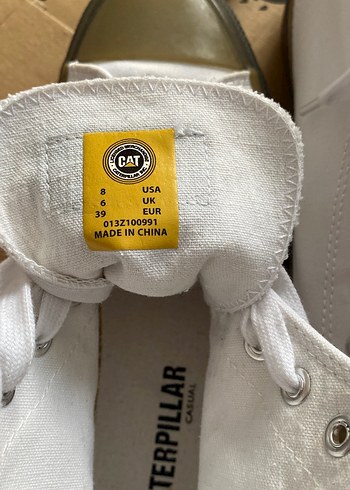 CAT
8 USA
6 UK
39 EUR
013Z100991
MADE IN CHINA
TERPILLAR
CASUAL